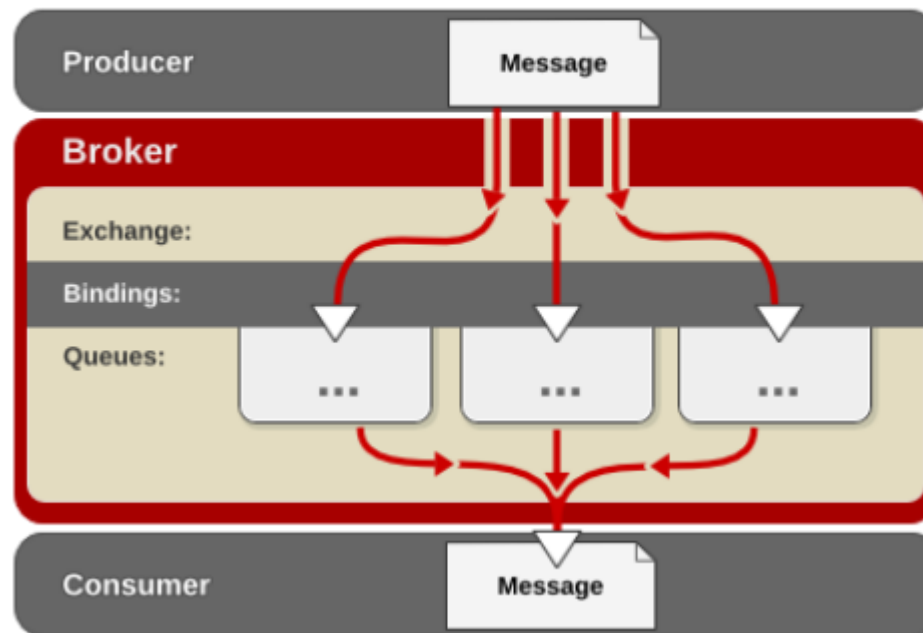 Producer
Message
Broker
Exchange:
Bindings:
Queues:
... ... ...
Consumer
Message